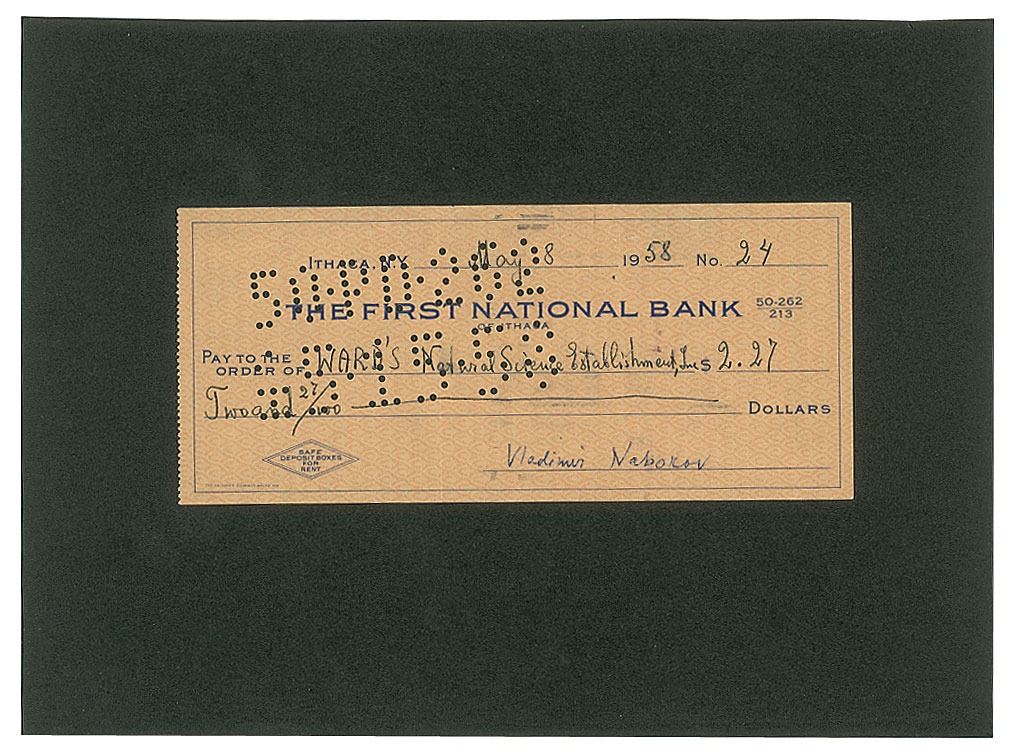 ITHACA, N.Y. May 8 1958 No. 24
THE FIRST NATIONAL BANK 50-262/213
OF ITHACA
PAY TO THE ORDER OF WARD'S Natural Science Establishment, Inc $ 2.27
Two and 27/100 DOLLARS
SAFE
DEPOSIT BOXES
FOR
RENT
Vladimir Nabokov